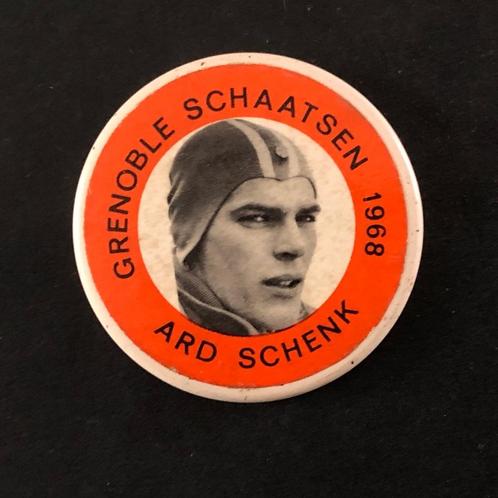 GRENOBLE SCHAATSEN 1968
ARD SCHENK